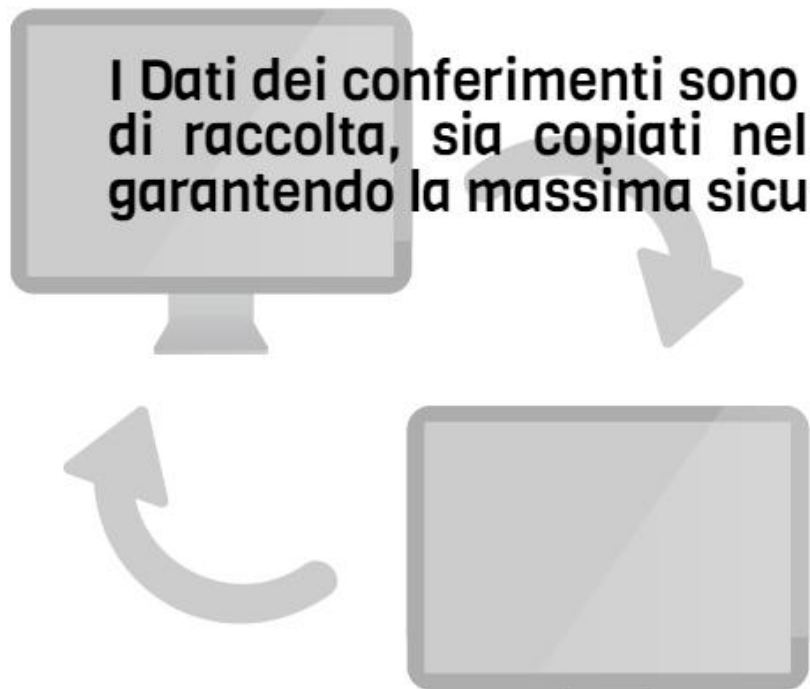 I Dati dei conferimenti sono
di raccolta, sia copiati nel
garantendo la massima sicu